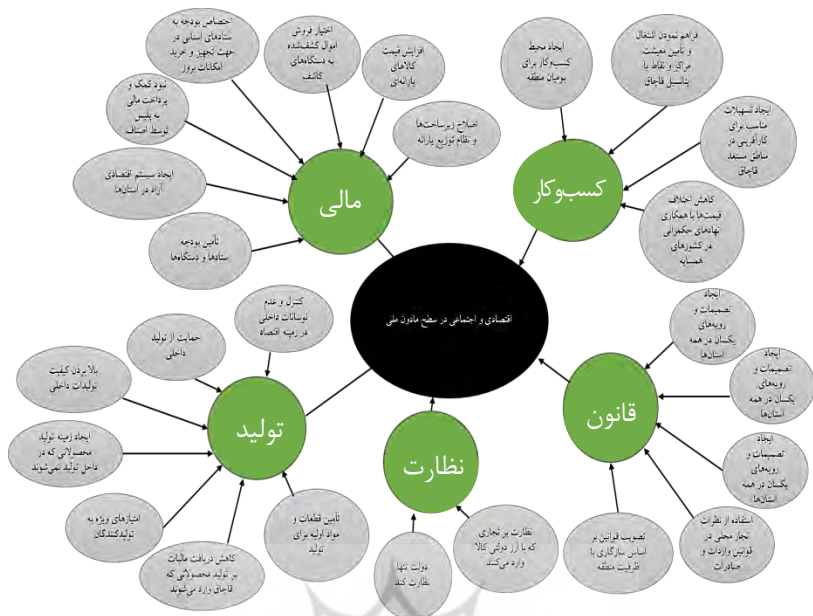 فراهم نمودن اشتغال
و تأمین معیشت
مراکز و نقاط با
پتانسیل قاچاق
ایجاد محیط
کسب‌وکار برای
بومیان منطقه
ایجاد تسهیلات
مناسب برای
کارآفرینی در
مناطق مستعد
قاچاق
کاهش اختلاف
قیمت‌ها با همکاری
نهادهای حکمرانی
در کشورهای
همسایه
کسب‌وکار
افزایش قیمت
کالاهای
یارانه‌ای
اختیار فروش
اموال کشف‌شده
به دستگاه‌های
کاشف
اختصاص بودجه به
ستادهای استانی در
جهت تجهیز و خرید
امکانات بروز
نبود کمک و
پرداخت مالی
به پلیس
توسط اصناف
ایجاد سیستم اقتصادی
آزاد در استان‌ها
تأمین بودجه
ستادها و دستگاه‌ها
اصلاح زیرساخت‌ها
و نظام توزیع یارانه
مالی
اقتصادی و اجتماعی در سطح مادون ملی
ایجاد
تصمیمات و
رویه‌های
یکسان در همه
استان‌ها
ایجاد
تصمیمات و
رویه‌های
یکسان در همه
استان‌ها
ایجاد
تصمیمات و
رویه‌های
یکسان در همه
استان‌ها
استفاده از نظرات
تجار محلی در
قوانین واردات و
صادرات
تصویب قوانین بر
اساس سازگاری با
ظرفیت منطقه
قانون
نظارت
نظارت بر تجاری
که با ارز دولتی کالا
وارد می‌کنند
دولت تنها
نظارت کند
کنترل و عدم
نوسانات داخلی
در زمینه اقتصاد
حمایت از تولید
داخلی
بالا بردن کیفیت
تولیدات داخلی
ایجاد زمینه تولید
محصولاتی که در
داخل تولید نمی‌شوند
امتیازهای ویژه به
تولیدکنندگان
کاهش دریافت مالیات
بر تولید محصولاتی که
قاچاق وارد می‌شوند
تأمین قطعات و
مواد اولیه برای
تولید
تولید